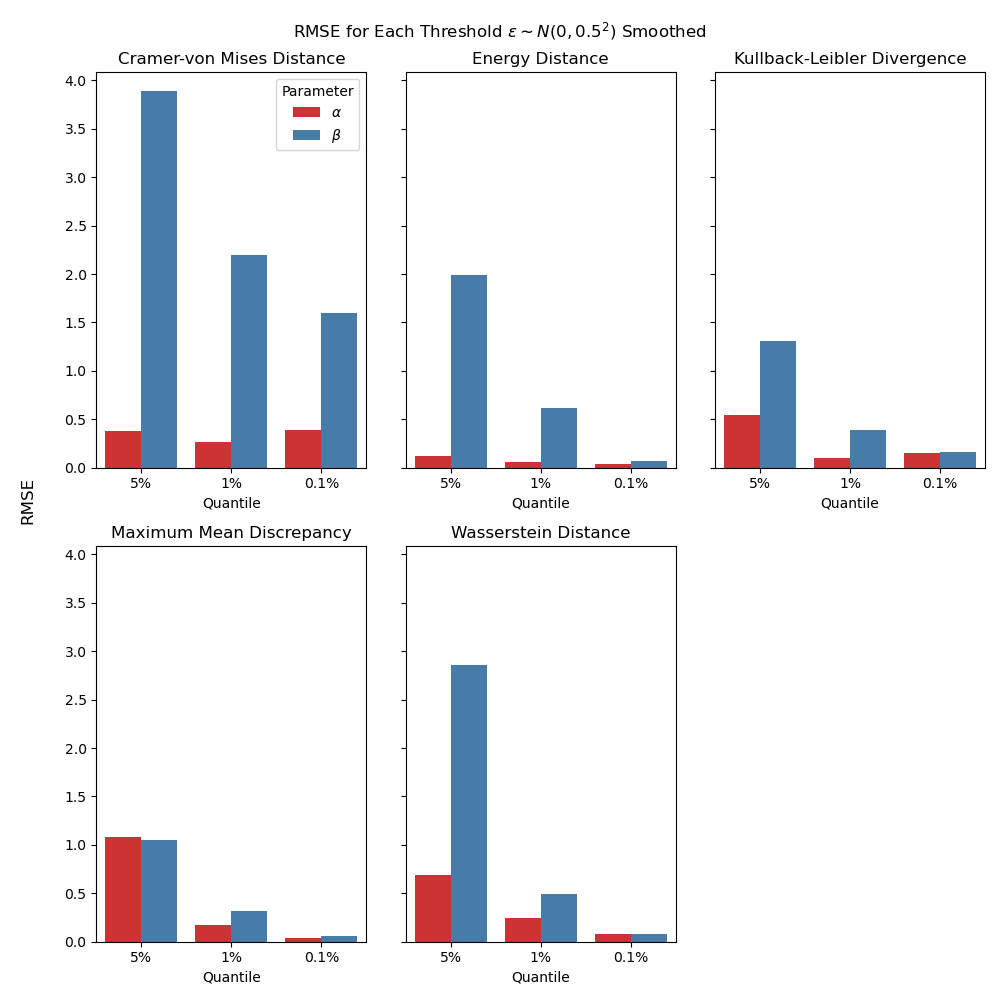 RMSE for Each Threshold ε ~ N(0, 0.5²) Smoothed
Cramer-von Mises Distance
4.0
3.5
3.0
2.5
2.0
1.5
1.0
0.5
0.0
Parameter
α
β
5% 1% 0.1%
Quantile
Energy Distance
5% 1% 0.1%
Quantile
Kullback-Leibler Divergence
5% 1% 0.1%
Quantile
RMSE
Maximum Mean Discrepancy
4.0
3.5
3.0
2.5
2.0
1.5
1.0
0.5
0.0
5% 1% 0.1%
Quantile
Wasserstein Distance
5% 1% 0.1%
Quantile